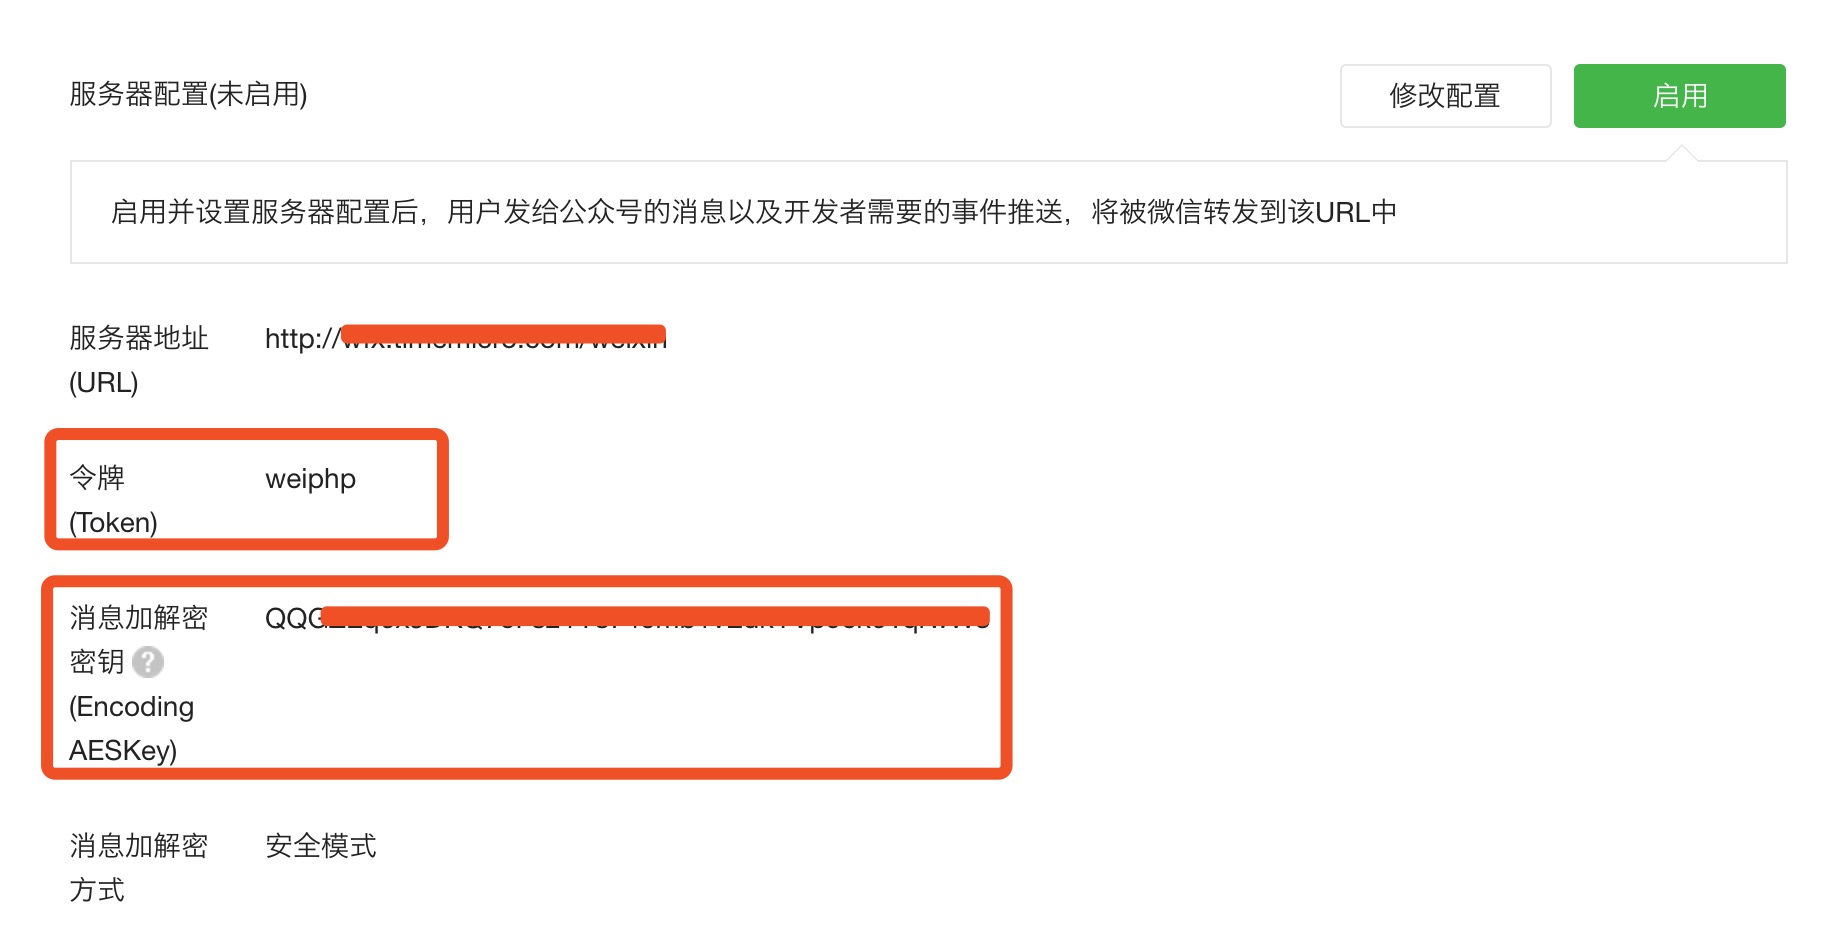 服务器配置(未启用)
修改配置
启用
启用并设置服务器配置后，用户发给公众号的消息以及开发者需要的事件推送，将被微信转发到该URL中
服务器地址 http://
(URL)
令牌 weiphp
(Token)
消息加解密 QQG
密钥 ?
(Encoding
AESKey)
消息加解密 安全模式
方式